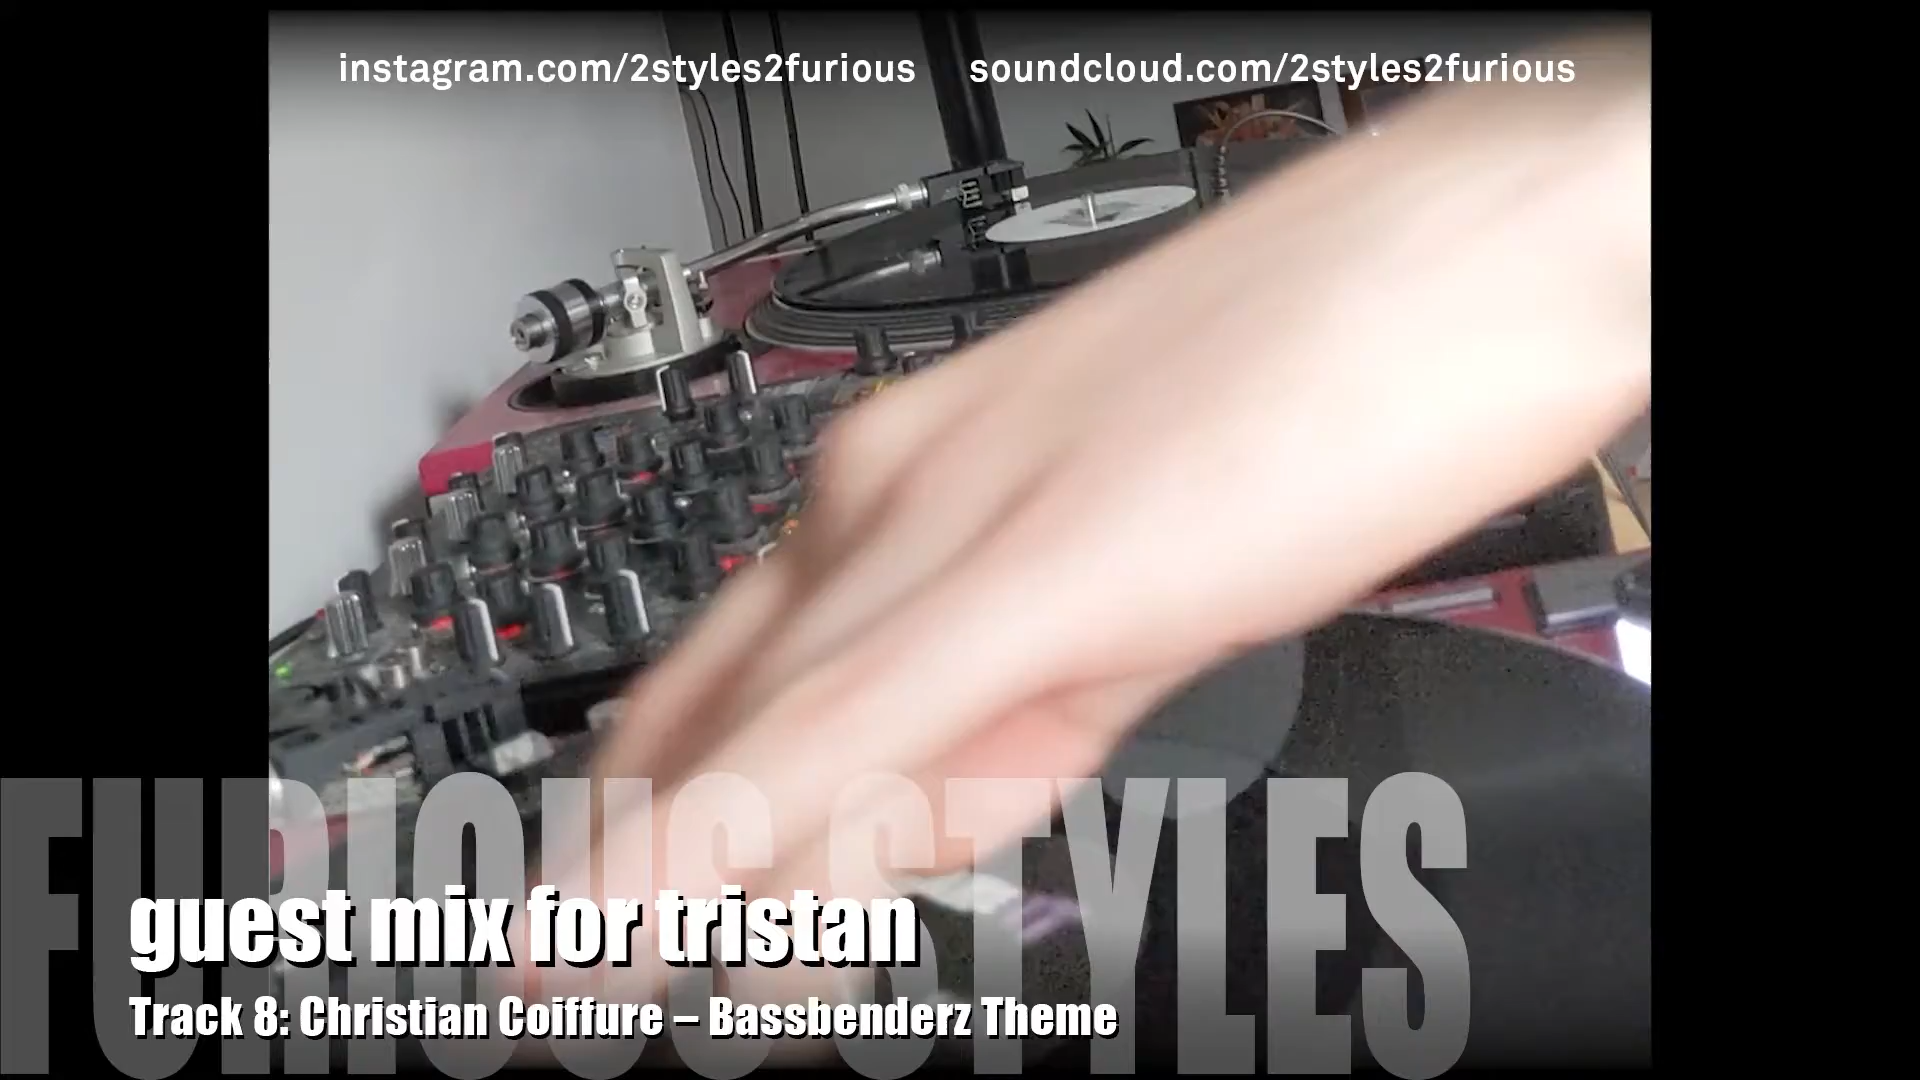 instagram.com/2styles2furious soundcloud.com/2styles2furious
FURIOUS STYLES
guest mix for tristan
Track 8: Christian Coiffure – Bassbenderz Theme